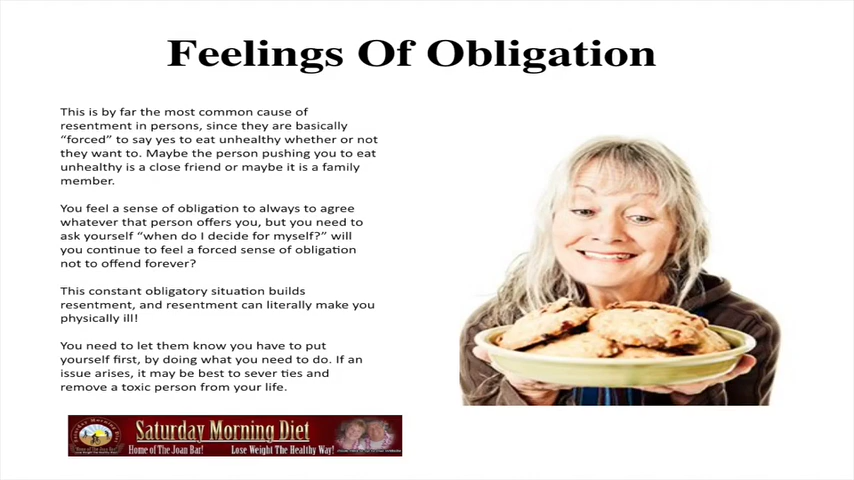 Feelings Of Obligation
This is by far the most common cause of
resentment in persons, since they are basically
“forced” to say yes to eat unhealthy whether or not
they want to. Maybe the person pushing you to eat
unhealthy is a close friend or maybe it is a family
member.
You feel a sense of obligation to always to agree
whatever that person offers you, but you need to
ask yourself “when do I decide for myself?” will
you continue to feel a forced sense of obligation
not to offend forever?
This constant obligatory situation builds
resentment, and resentment can literally make you
physically ill!
You need to let them know you have to put
yourself first, by doing what you need to do. If an
issue arises, it may be best to sever ties and
remove a toxic person from your life.
Saturday Morning Diet
Home of The Joan Bar! Lose Weight The Healthy Way!